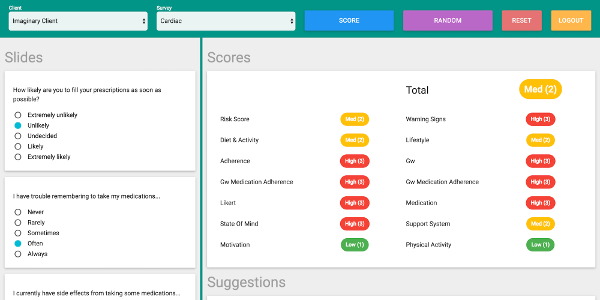 Client
Survey
Imaginary Client
Cardiac
SCORE
RANDOM
RESET
LOGOUT
Slides
How likely are you to fill your prescriptions as soon as
possible?
Extremely unlikely
Unlikely
Undecided
Likely
Extremely likely
I have trouble remembering to take my medications...
Never
Rarely
Sometimes
Often
Always
I currently have side effects from taking some medications...
Scores
Total Med (2)
Risk Score Med (2) Warning Signs High (3)
Diet & Activity Med (2) Lifestyle Med (2)
Adherence High (3) Gw High (3)
Gw Medication Adherence High (3) Gw Medication Adherence High (3)
Likert High (3) Medication High (3)
State Of Mind High (3) Support System Med (2)
Motivation Low (1) Physical Activity Low (1)
Suggestions